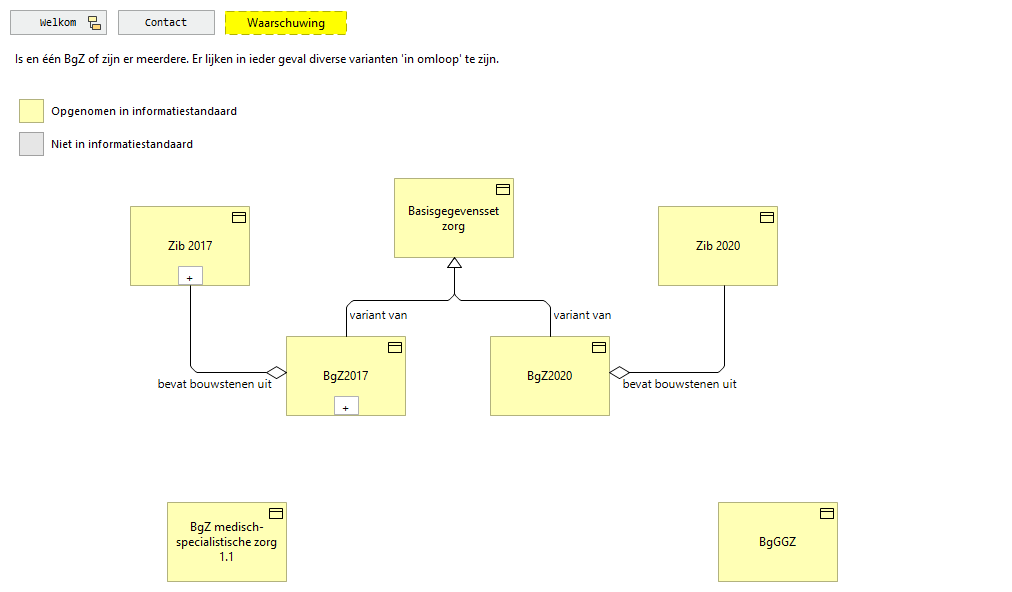 Welkom
Contact
Waarschuwing
Is en één BgZ of zijn er meerdere. Er lijken in ieder geval diverse varianten 'in omloop' te zijn.
Opgenomen in informatiestandaard
Niet in informatiestandaard
Basisgegevensset
zorg
Zib 2017
+
Zib 2020
variant van
variant van
BgZ2017
+
BgZ2020
bevat bouwstenen uit
bevat bouwstenen uit
BgZ medisch-
specialistische zorg
1.1
BgGGZ